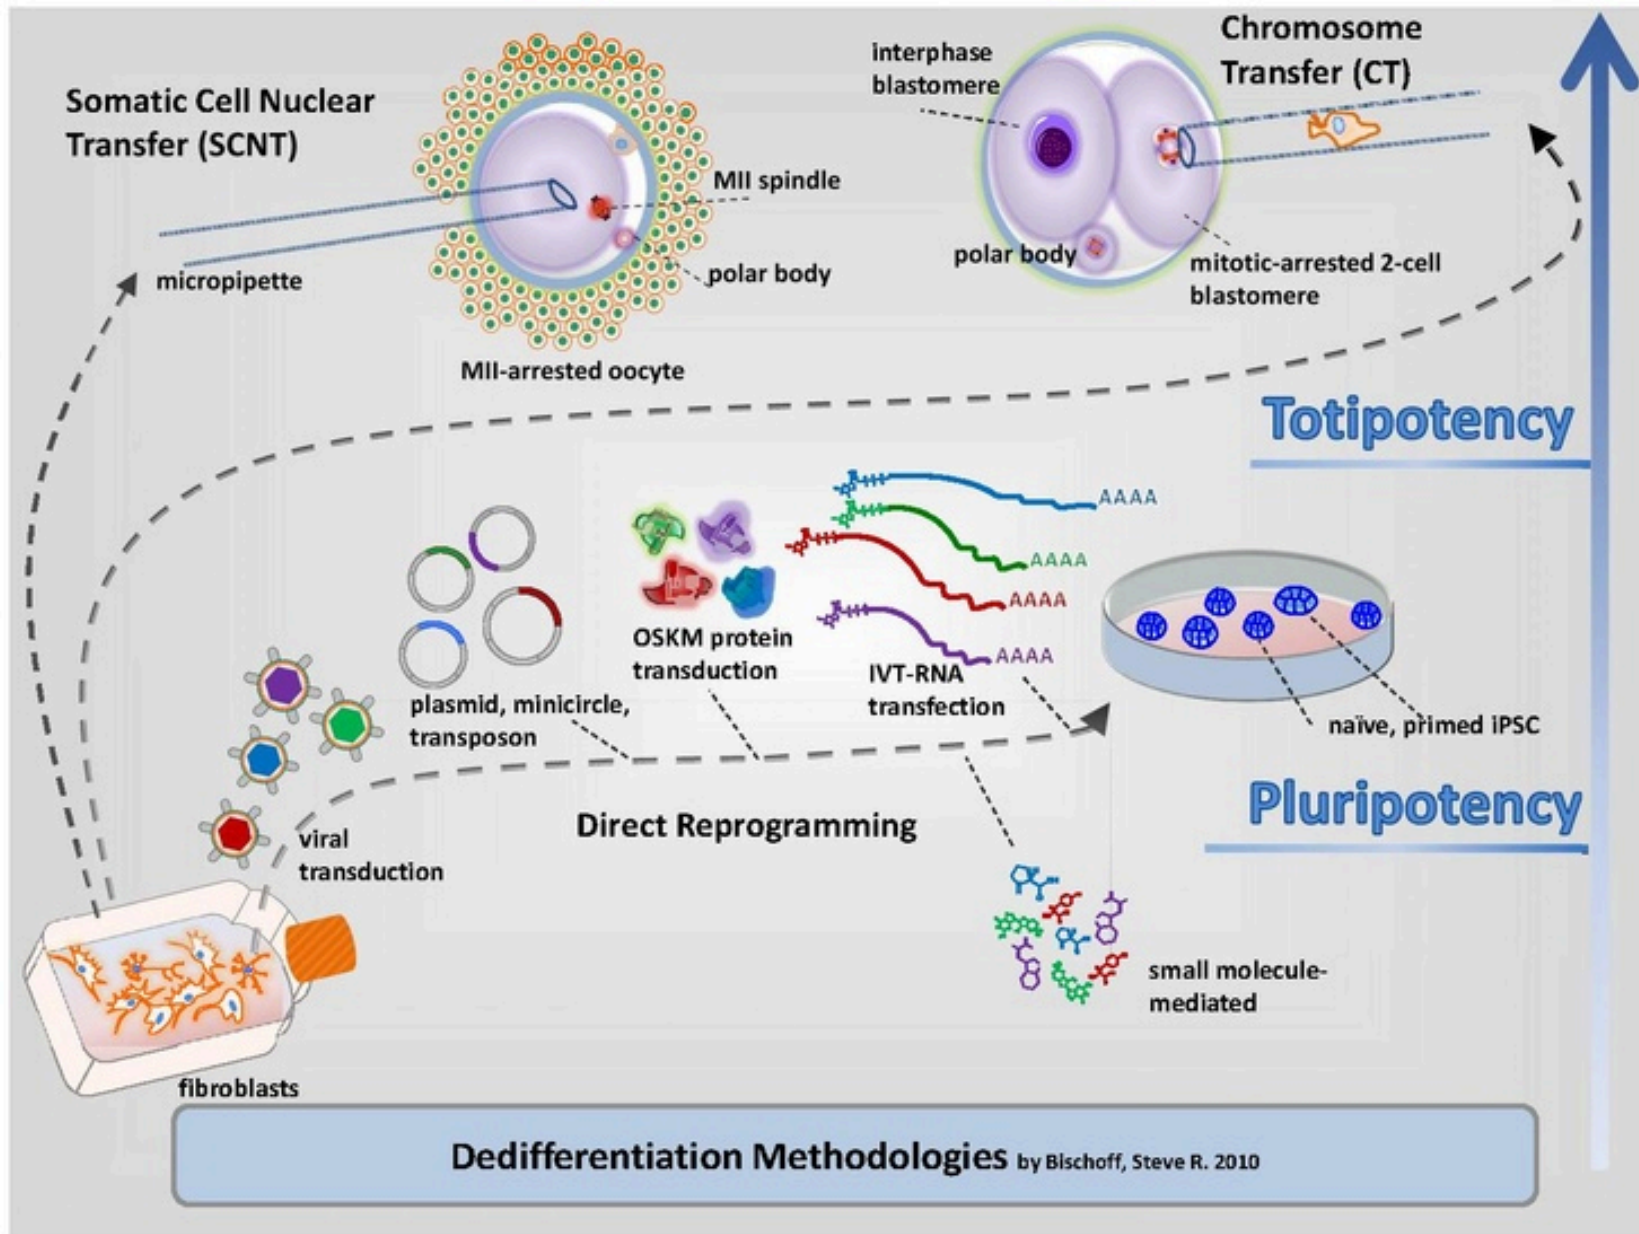 Somatic Cell Nuclear
Transfer (SCNT)
micropipette
MII spindle
polar body
MII-arrested oocyte
interphase
blastomere
Chromosome
Transfer (CT)
polar body
mitotic-arrested 2-cell
blastomere
Totipotency
AAAA
AAAA
AAAA
AAAA
OSKM protein
transduction
IVT-RNA
transfection
plasmid, minicircle,
transposon
naïve, primed iPSC
Pluripotency
Direct Reprogramming
viral
transduction
small molecule-
mediated
fibroblasts
Dedifferentiation Methodologies by Bischoff, Steve R. 2010